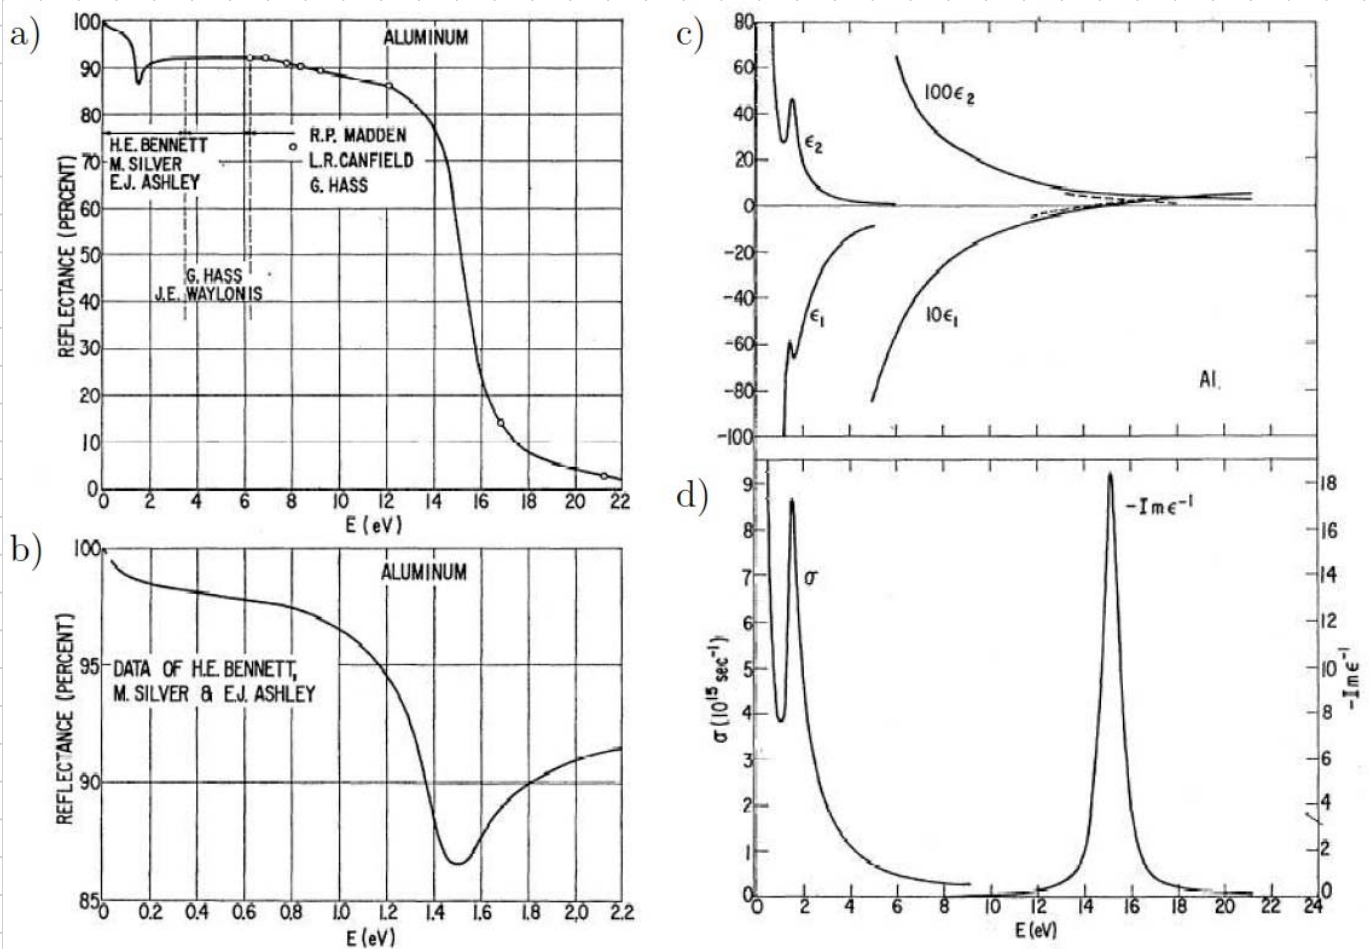 a)
ALUMINUM
100
90
80
70
60
50
40
30
20
10
0
REFLECTANCE (PERCENT)
H.E. BENNETT
M. SILVER
E.J. ASHLEY
R.P. MADDEN
L.R. CANFIELD
G. HASS
G. HASS
J.E. WAYLONIS
0 2 4 6 8 10 12 14 16 18 20 22
E (eV)
b)
ALUMINUM
100
95
90
85
REFLECTANCE (PERCENT)
DATA OF H.E. BENNETT,
M. SILVER & E.J. ASHLEY
0 0.2 0.4 0.6 0.8 1.0 1.2 1.4 1.6 1.8 2.0 2.2
E (eV)
c)
80
60
40
20
0
-20
-40
-60
-80
-100
100ϵ2
ϵ2
ϵ1
10ϵ1
Al
d)
9
8
7
6
5
4
3
2
1
0
σ (10^15 sec^-1)
σ
-Im ϵ^-1
18
16
14
12
10
8
6
4
2
0
-Im ϵ^-1
0 2 4 6 8 10 12 14 16 18 20 22 24
E (eV)